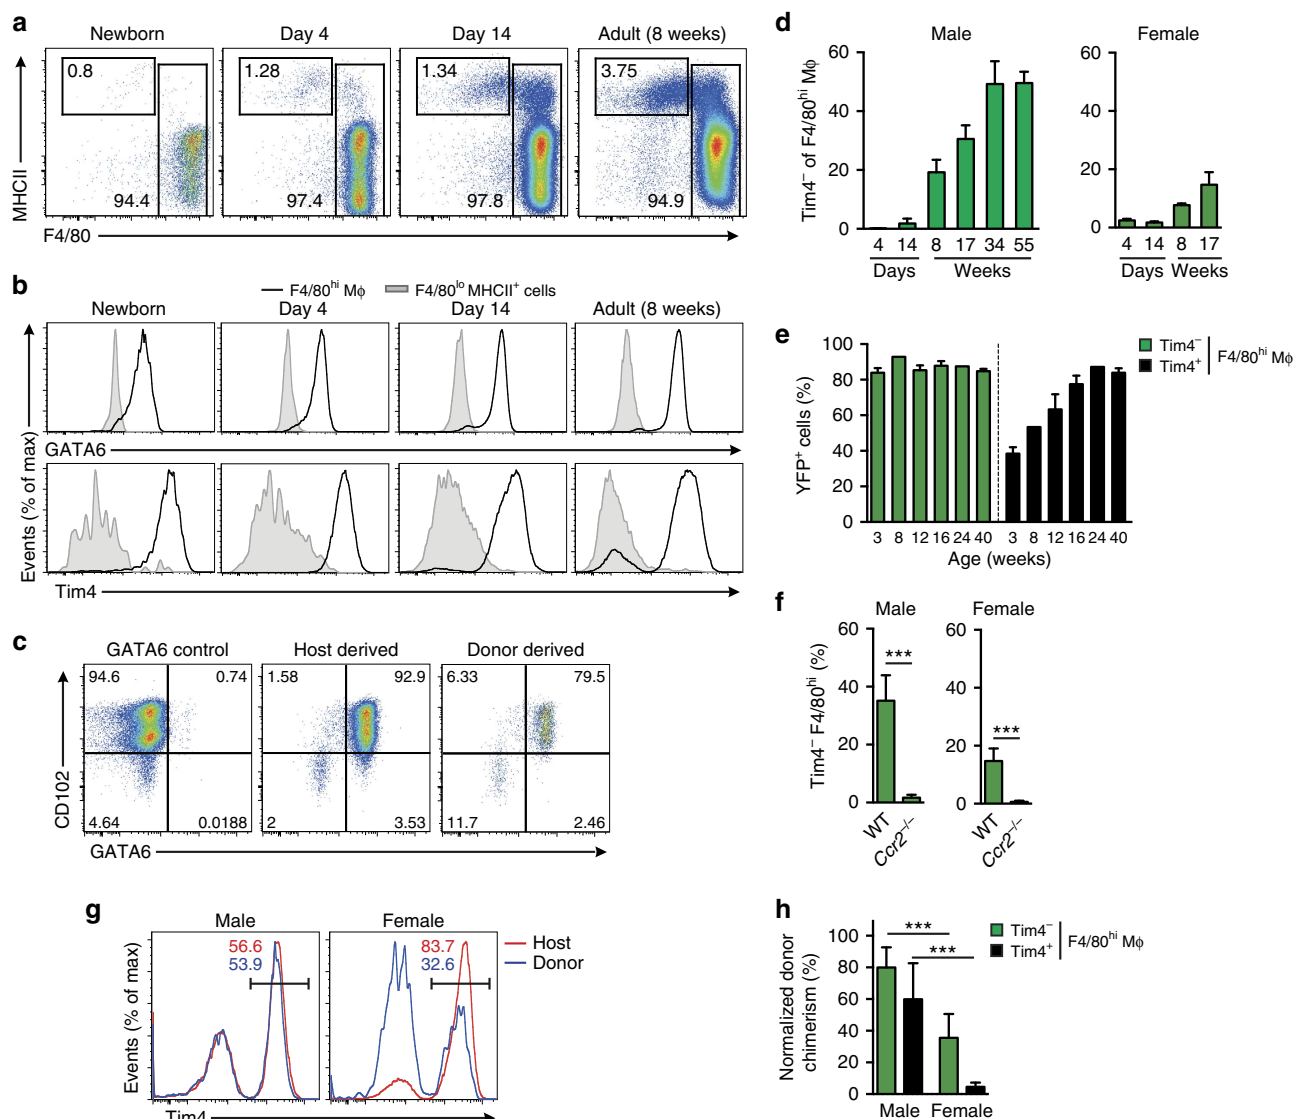 a
Newborn
Day 4
Day 14
Adult (8 weeks)
0.8
1.28
1.34
3.75
94.4
97.4
97.8
94.9
MHCII
F4/80
b
F4/80hi Mϕ
F4/80lo MHCII+ cells
Newborn
Day 4
Day 14
Adult (8 weeks)
Events (% of max)
GATA6
Tim4
c
GATA6 control
Host derived
Donor derived
94.6
0.74
1.58
92.9
6.33
79.5
4.64
0.0188
2
3.53
11.7
2.46
CD102
GATA6
d
Male
Female
Tim4− of F4/80hi Mϕ
60
40
20
0
4 14 8 17 34 55
Days
Weeks
60
40
20
0
4 14 8 17
Days
Weeks
e
YFP+ cells (%)
100
80
60
40
20
0
3 8 12 16 24 40 3 8 12 16 24 40
Age (weeks)
Tim4−
Tim4+
F4/80hi Mϕ
f
Male
Female
Tim4− F4/80hi (%)
60
40
20
0
***
WT
Ccr2−/−
60
40
20
0
***
WT
Ccr2−/−
g
Male
Female
56.6
53.9
83.7
32.6
Host
Donor
Events (% of max)
Tim4
h
Normalized donor
chimerism (%)
100
80
60
40
20
0
***
***
Male
Female
Tim4−
Tim4+
F4/80hi Mϕ